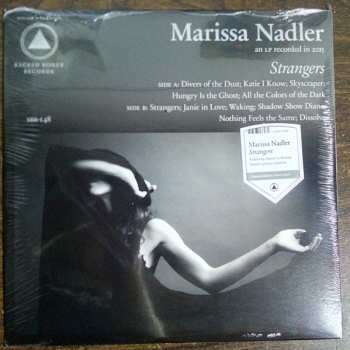 Marissa Nadler
an LP recorded in 2015
Strangers
SIDE A: Divers of the Dust; Katie I Know; Skyscraper;
Hungry Is the Ghost; All the Colors of the Dark
SIDE B: Strangers; Janie in Love; Waking; Shadow Show Diane;
Nothing Feels the Same; Dissolve
SACRED BONES
RECORDS
SBR-148
Marissa Nadler
Strangers